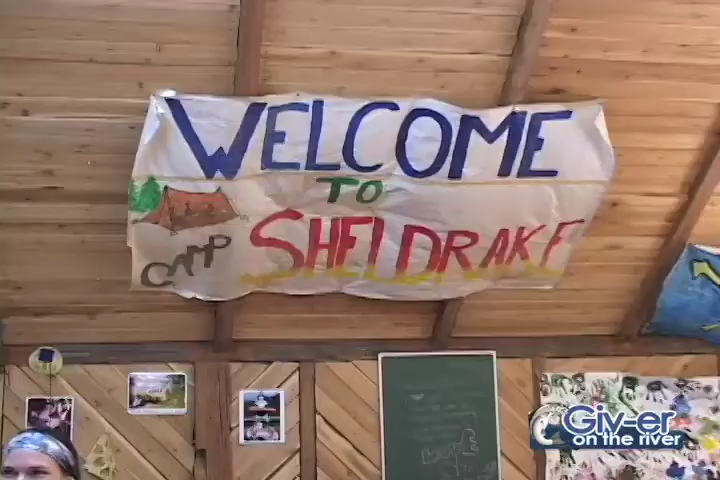 WELCOME
TO
CAMP SHELDRAKE
Giv-er
on the river